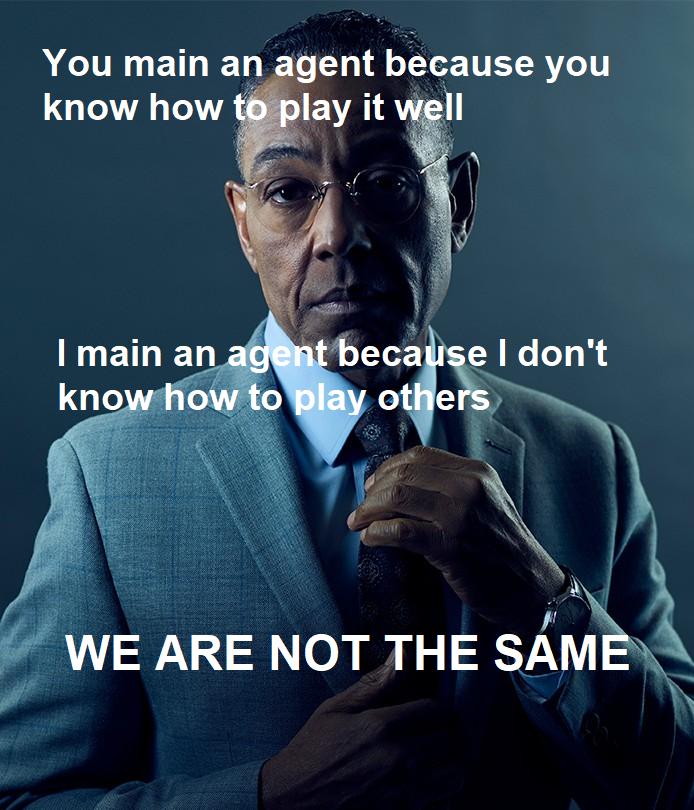 You main an agent because you
know how to play it well
I main an agent because I don't
know how to play others
WE ARE NOT THE SAME